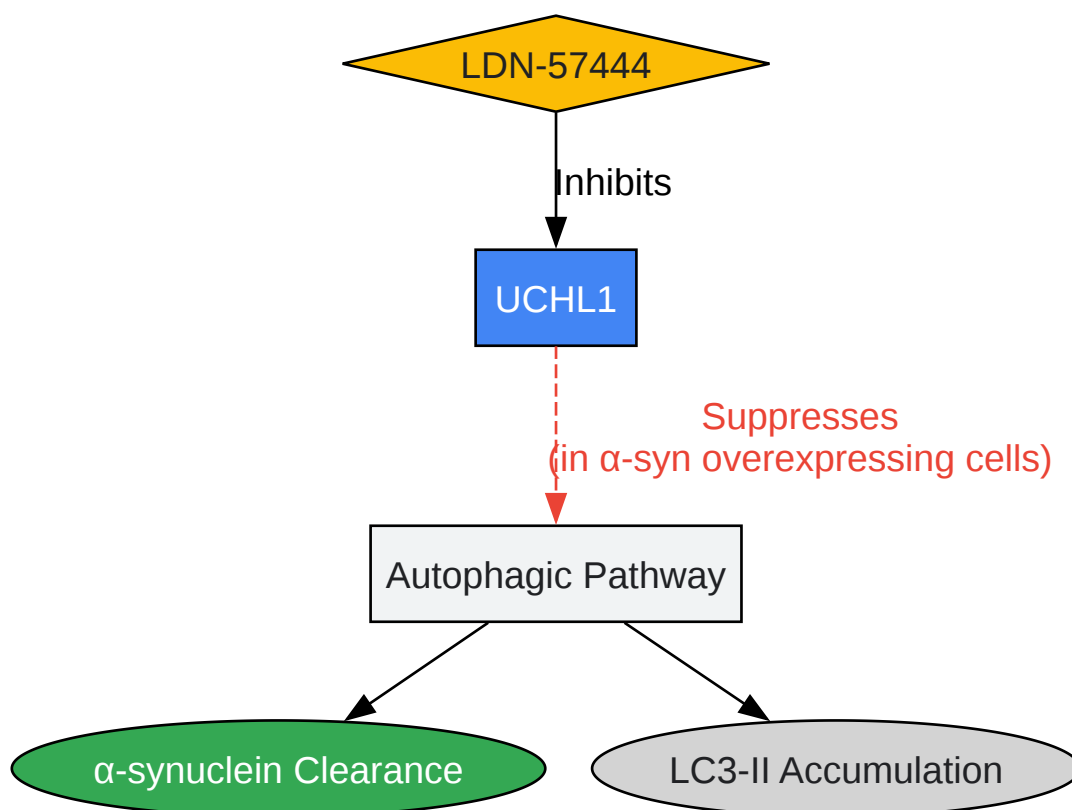 LDN-57444
Inhibits
UCHL1
Suppresses
(in α-syn overexpressing cells)
Autophagic Pathway
α-synuclein Clearance
LC3-II Accumulation